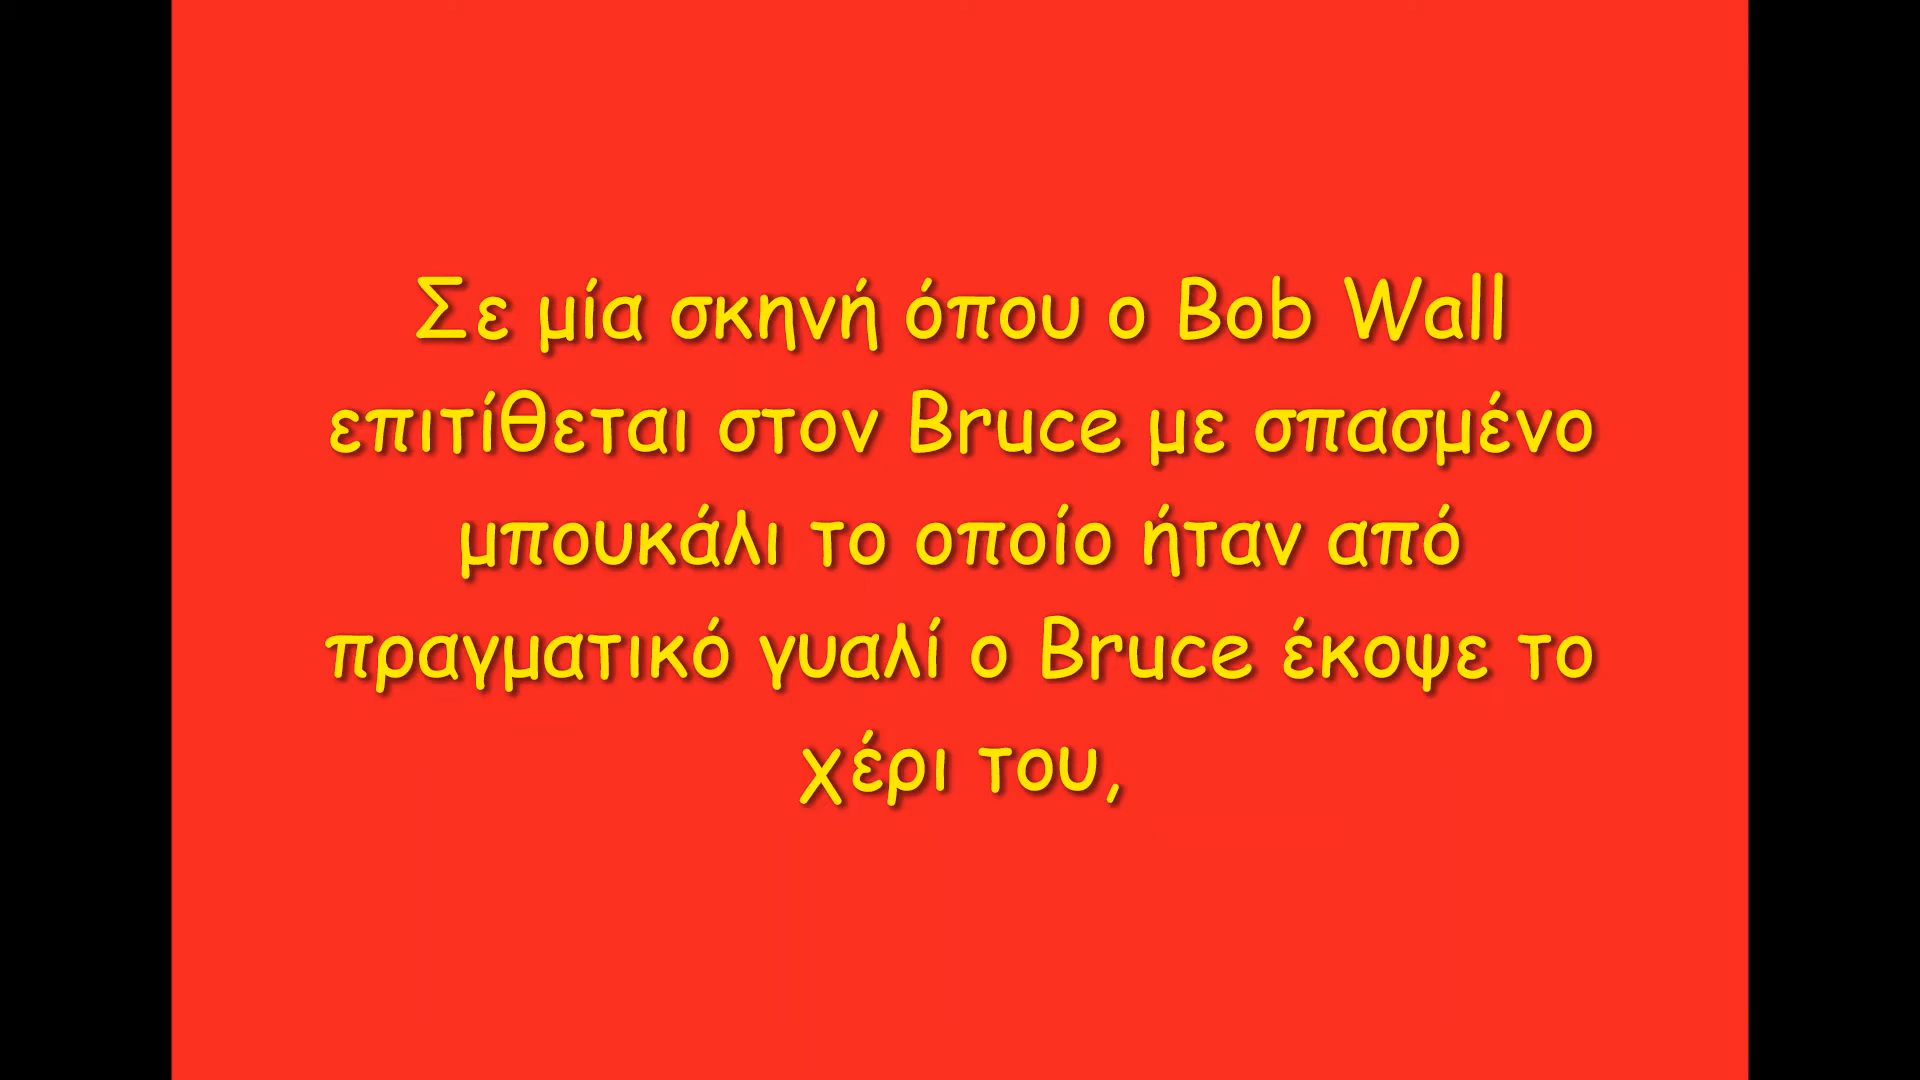 Σε μία σκηνή όπου ο Bob Wall
επιτίθεται στον Bruce με σπασμένο
μπουκάλι το οποίο ήταν από
πραγματικό γυαλί ο Bruce έκοψε το
χέρι του,